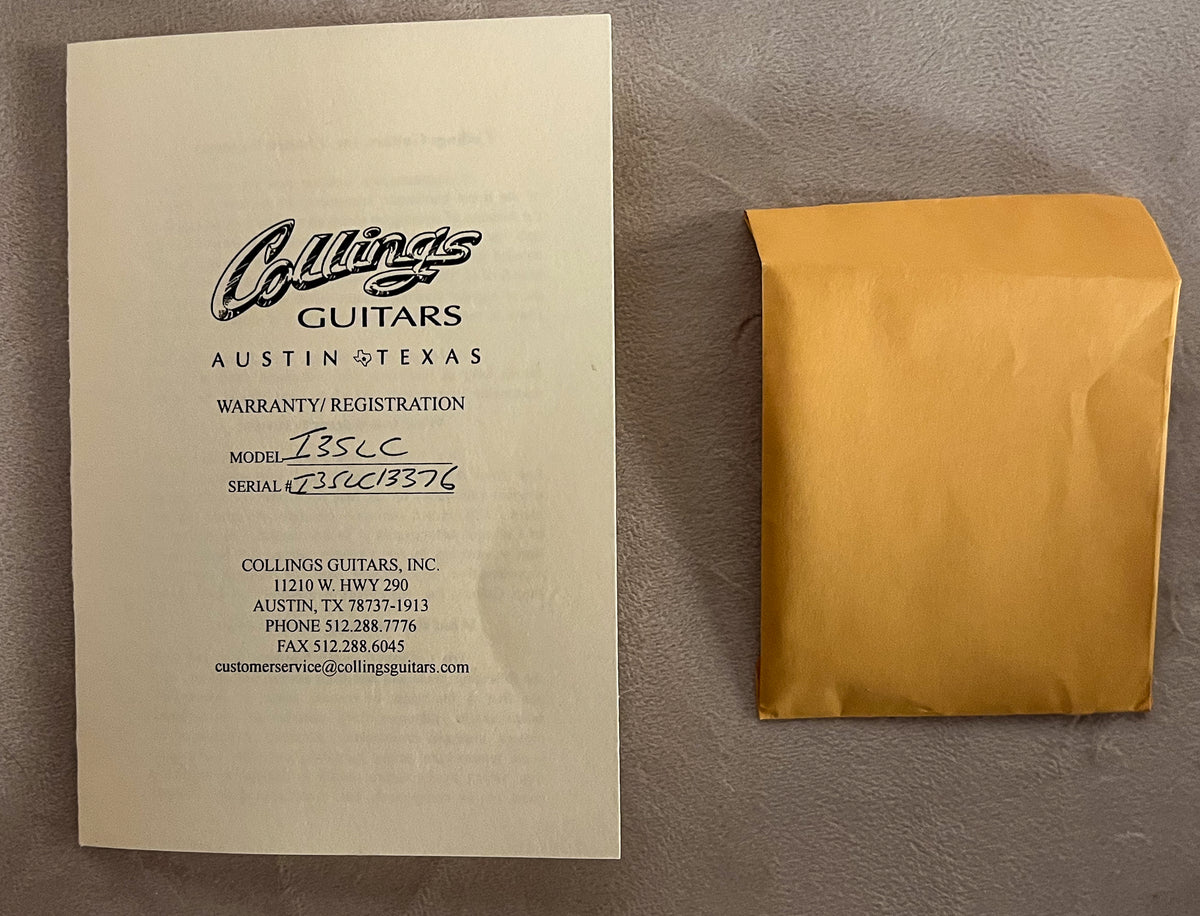 Collings
GUITARS
AUSTIN TEXAS
WARRANTY/ REGISTRATION
MODEL I35LC
SERIAL # I35LC13376
COLLINGS GUITARS, INC.
11210 W. HWY 290
AUSTIN, TX 78737-1913
PHONE 512.288.7776
FAX 512.288.6045
customerservice@collingsguitars.com